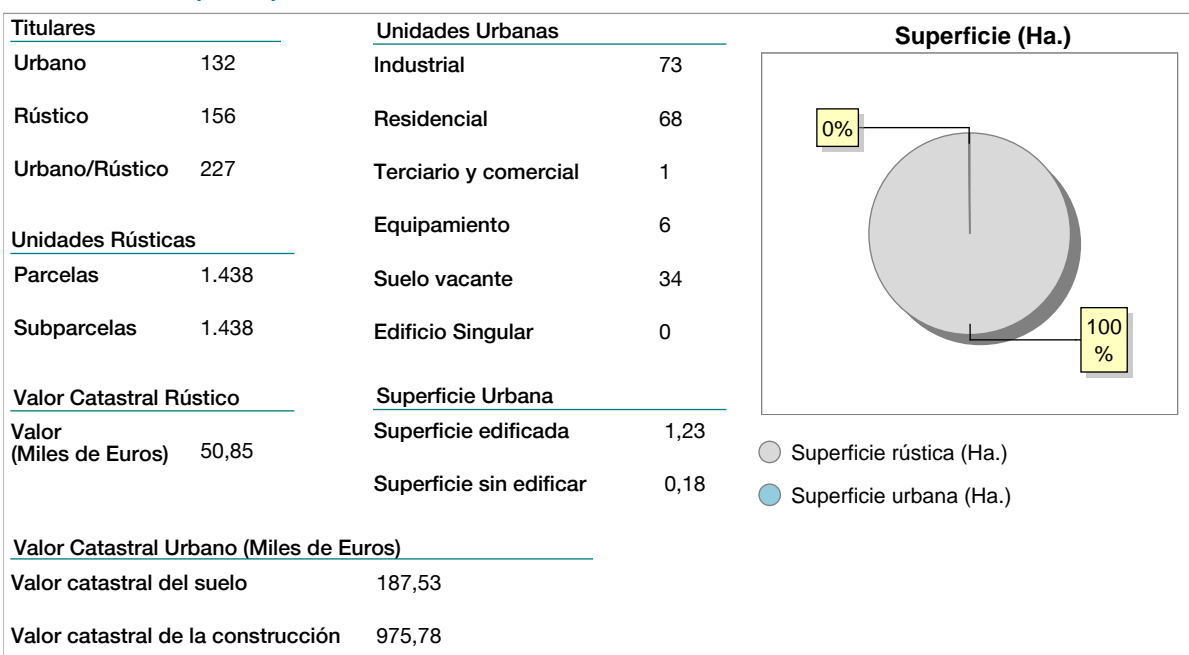 Titulares
Urbano 132
Rústico 156
Urbano/Rústico 227
Unidades Rústicas
Parcelas 1.438
Subparcelas 1.438
Valor Catastral Rústico
Valor
(Miles de Euros) 50,85
Unidades Urbanas
Industrial 73
Residencial 68
Terciario y comercial 1
Equipamiento 6
Suelo vacante 34
Edificio Singular 0
Superficie Urbana
Superficie edificada 1,23
Superficie sin edificar 0,18
Valor Catastral Urbano (Miles de Euros)
Valor catastral del suelo 187,53
Valor catastral de la construcción 975,78
Superficie (Ha.)
0%
100
%
Superficie rústica (Ha.)
Superficie urbana (Ha.)